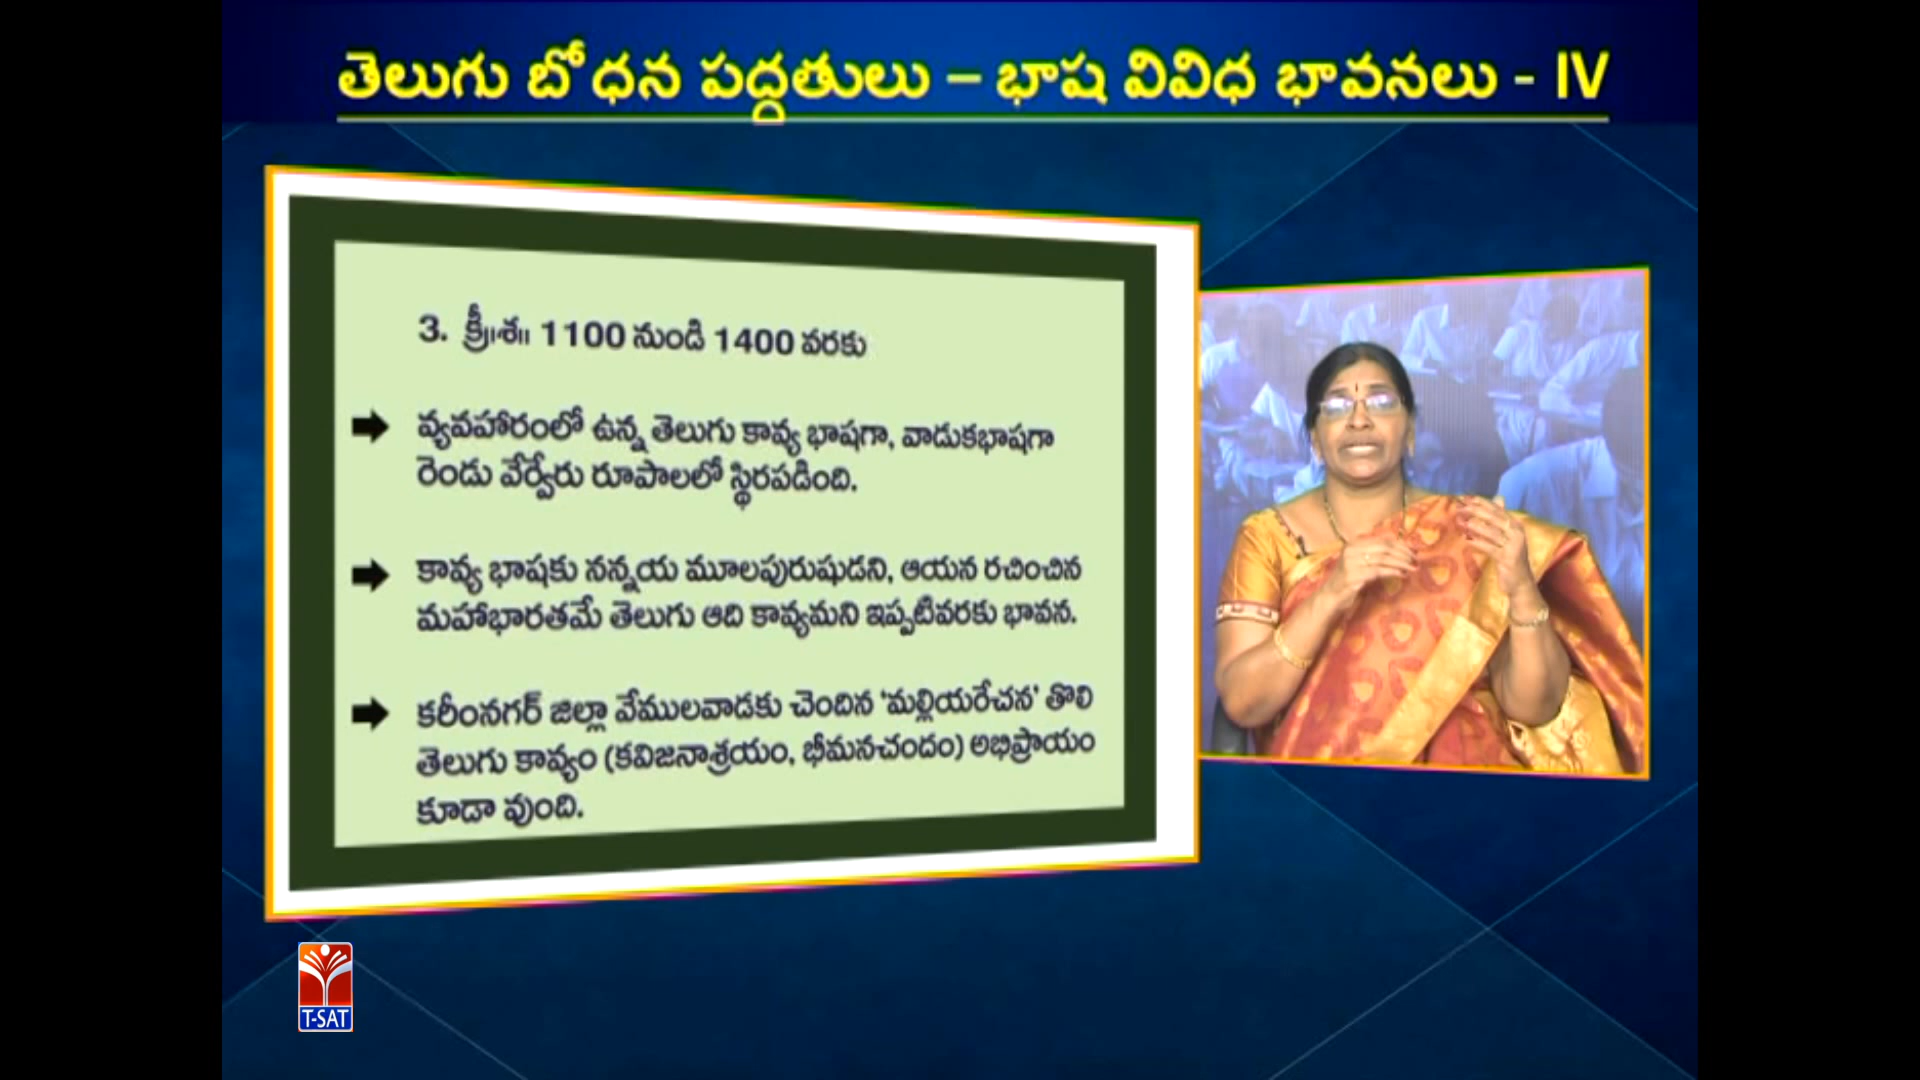 తెలుగు బోధన పద్దతులు – భాష వివిధ భావనలు - IV
3. క్రీ॥శ॥ 1100 నుండి 1400 వరకు
వ్యవహారంలో ఉన్న తెలుగు కావ్య భాషగా, వాడుకభాషగా
రెండు వేర్వేరు రూపాలలో స్థిరపడింది.
కావ్య భాషకు నన్నయ మూలపురుషుడని, ఆయన రచించిన
మహాభారతమే తెలుగు ఆది కావ్యమని ఇప్పటివరకు భావన.
కరీంనగర్ జిల్లా వేములవాడకు చెందిన 'మల్లియరేచన' తొలి
తెలుగు కావ్యం (కవిజనాశ్రయం, భీమనచందం) అభిప్రాయం
కూడా వుంది.
T-SAT